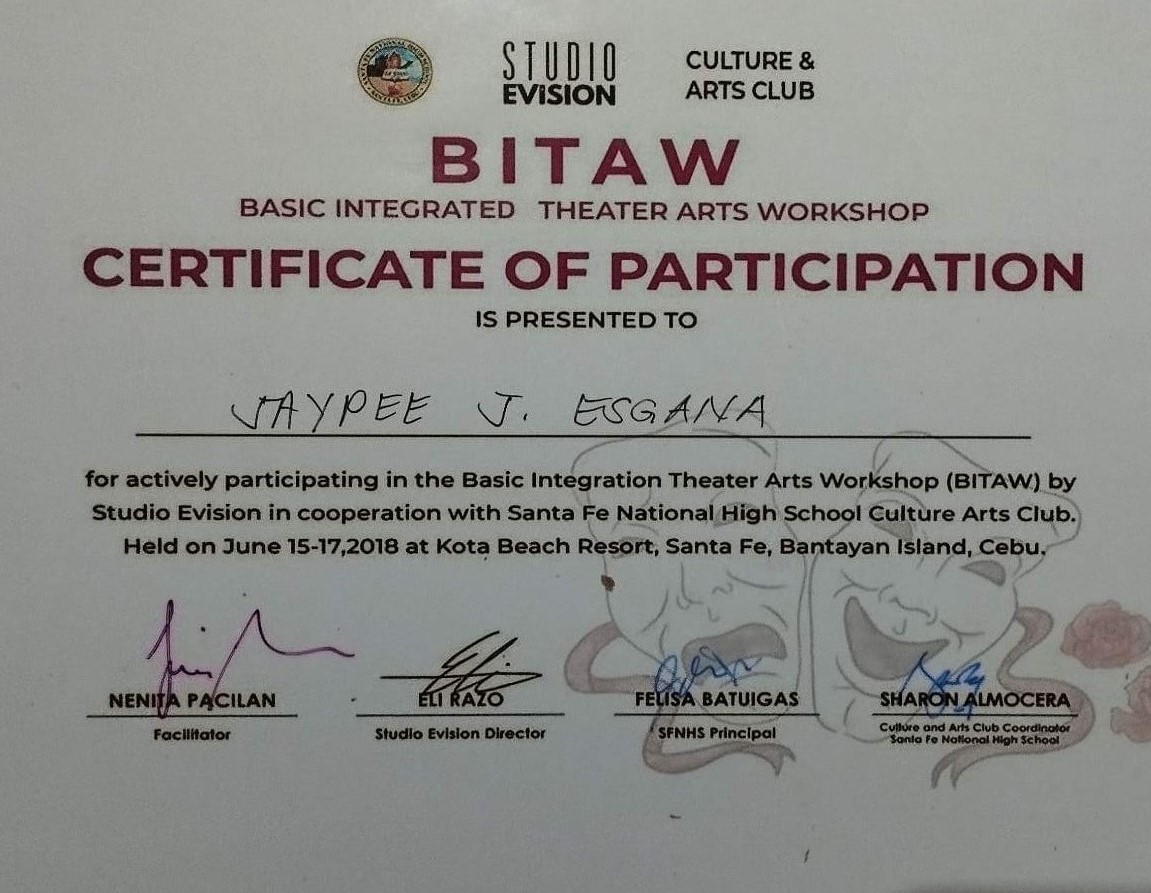 STUDIO
EVISION
CULTURE &
ARTS CLUB
BITAW
BASIC INTEGRATED THEATER ARTS WORKSHOP
CERTIFICATE OF PARTICIPATION
IS PRESENTED TO
JAYPEE J. ESGANA
for actively participating in the Basic Integration Theater Arts Workshop (BITAW) by
Studio Evision in cooperation with Santa Fe National High School Culture Arts Club.
Held on June 15-17,2018 at Kota Beach Resort, Santa Fe, Bantayan Island, Cebu.
NENITA PACILAN
Facilitator
ELI RAZO
Studio Evision Director
FELISA BATUIGAS
SFNHS Principal
SHARON ALMOCERA
Culture and Arts Club Coordinator
Santa Fe National High School